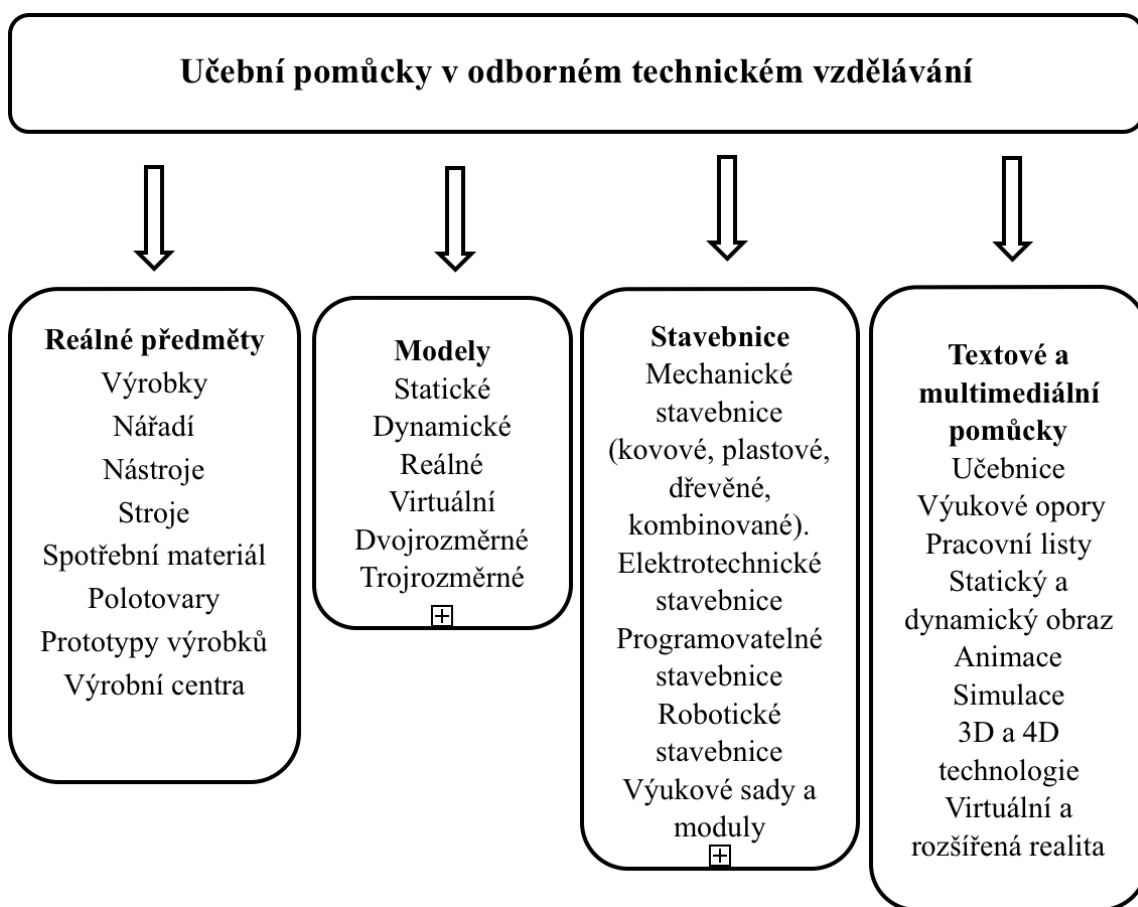 Učební pomůcky v odborném technickém vzdělávání
Reálné předměty
Výrobky
Nářadí
Nástroje
Stroje
Spotřební materiál
Polotovary
Prototypy výrobků
Výrobní centra
Modely
Statické
Dynamické
Reálné
Virtuální
Dvojrozměrné
Trojrozměrné
Stavebnice
Mechanické
stavebnice
(kovové, plastové,
dřevěné,
kombinované).
Elektrotechnické
stavebnice
Programovatelné
stavebnice
Robotické
stavebnice
Výukové sady a
moduly
Textové a
multimediální
pomůcky
Učebnice
Výukové opory
Pracovní listy
Statický a
dynamický obraz
Animace
Simulace
3D a 4D
technologie
Virtuální a
rozšířená realita